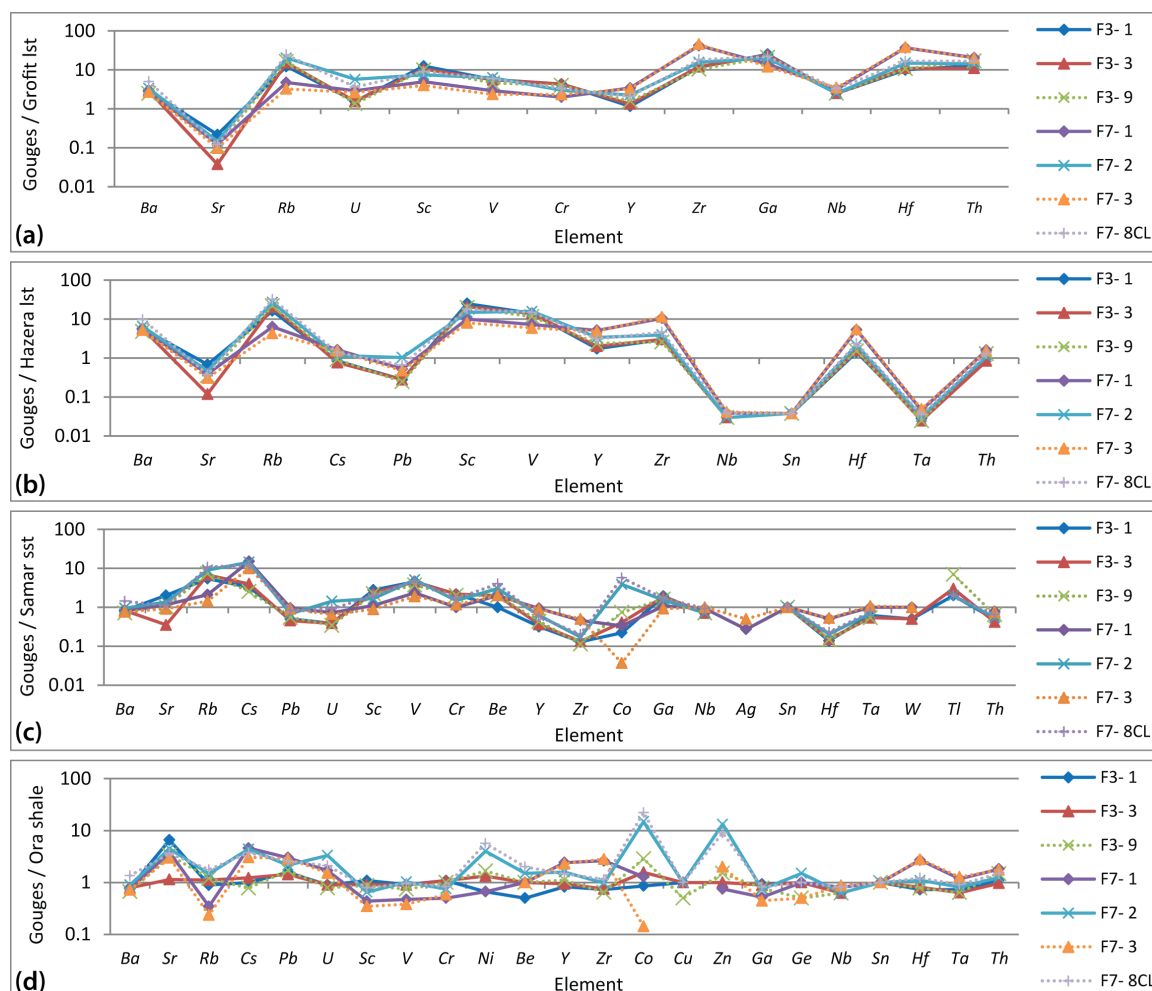 100
10
1
0.1
0.01
Gouges / Grofit lst
Ba Sr Rb U Sc V Cr Y Zr Ga Nb Hf Th
Element
(a)
F3- 1
F3- 3
F3- 9
F7- 1
F7- 2
F7- 3
F7- 8CL
100
10
1
0.1
0.01
Gouges / Hazera lst
Ba Sr Rb Cs Pb Sc V Y Zr Nb Sn Hf Ta Th
Element
(b)
F3- 1
F3- 3
F3- 9
F7- 1
F7- 2
F7- 3
F7- 8CL
100
10
1
0.1
0.01
Gouges / Samar sst
Ba Sr Rb Cs Pb U Sc V Cr Be Y Zr Co Ga Nb Ag Sn Hf Ta W Tl Th
Element
(c)
F3- 1
F3- 3
F3- 9
F7- 1
F7- 2
F7- 3
F7- 8CL
100
10
1
0.1
Gouges / Ora shale
Ba Sr Rb Cs Pb U Sc V Cr Ni Be Y Zr Co Cu Zn Ga Ge Nb Sn Hf Ta Th
Element
(d)
F3- 1
F3- 3
F3- 9
F7- 1
F7- 2
F7- 3
F7- 8CL